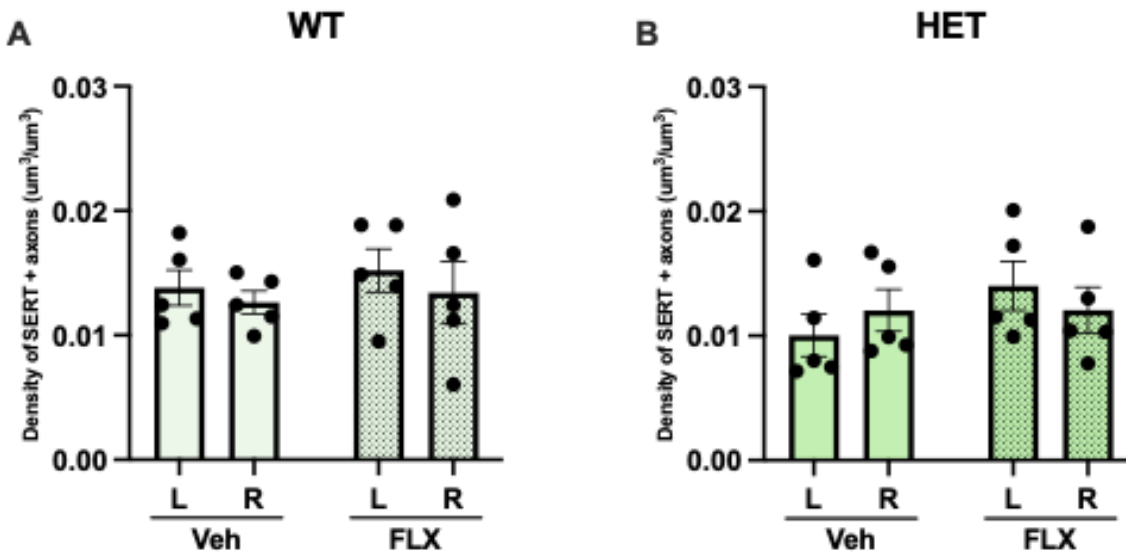 A
WT
Density of SERT + axons (um³/um³)
0.03
0.02
0.01
0.00
L
R
L
R
Veh
FLX
B
HET
Density of SERT + axons (um³/um³)
0.03
0.02
0.01
0.00
L
R
L
R
Veh
FLX